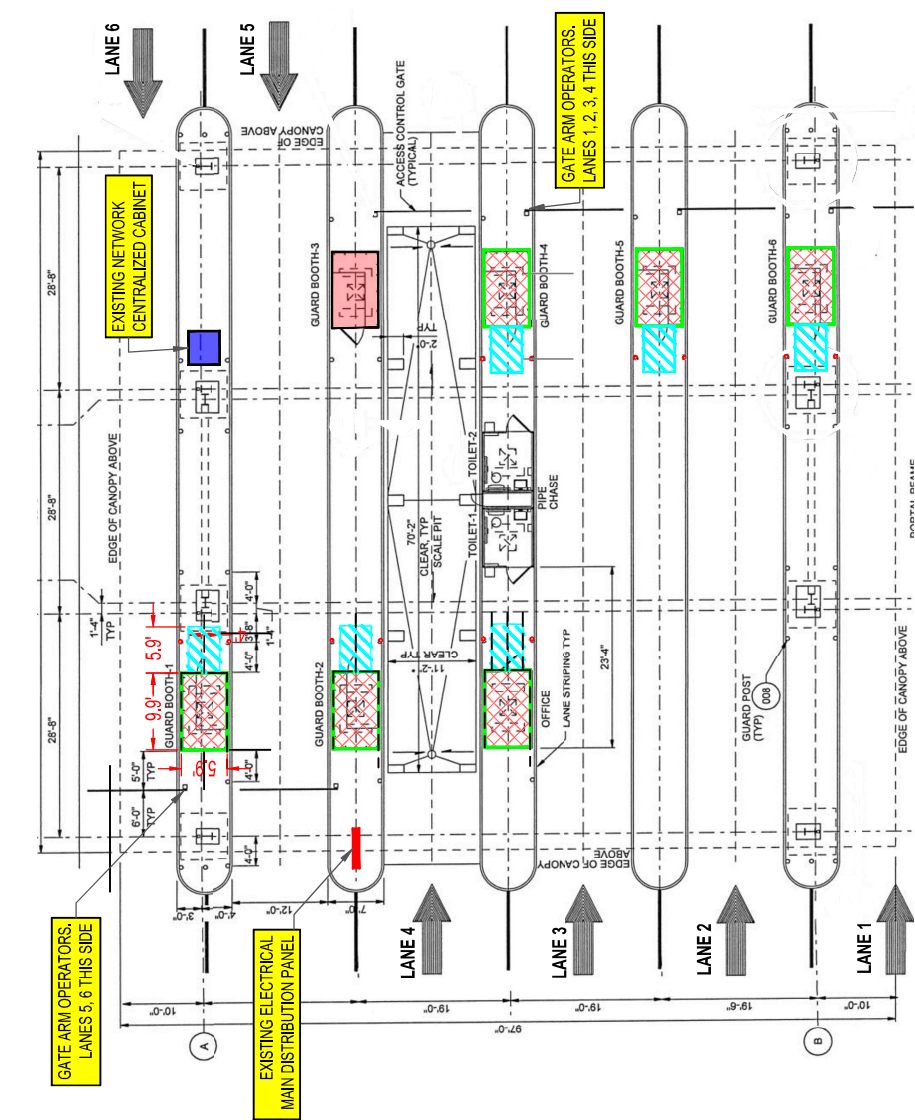 LANE 6
LANE 5
EXISTING NETWORK
CENTRALIZED CABINET
GATE ARM OPERATORS.
LANES 1, 2, 3, 4 THIS SIDE
EDGE OF
CANOPY ABOVE
ACCESS CONTROL GATE
(TYPICAL)
28'-8"
28'-8"
28'-8"
GUARD BOOTH-3
GUARD BOOTH-4
GUARD BOOTH-5
GUARD BOOTH-6
2'-0"
TYP
EDGE OF CANOPY ABOVE
TOILET-2
TOILET-1
PIPE
CHASE
70'-2"
CLEAR, TYP
SCALE PIT
1'-4"
TYP
4'-0"
3'-8"
4'-0"
5.9'
9.9'
5.9'
GUARD BOOTH-1
GUARD BOOTH-2
CLEAR TYP
11'-2"
OFFICE
LANE STRIPING TYP
23'-4"
GUARD POST
(TYP)
008
EDGE OF CANOPY ABOVE
PORTAL BEAMS
5'-0"
TYP
6'-0"
TYP
4'-0"
4'-0"
EDGE OF CANOPY
ABOVE
3'-0"
4'-0"
12'-0"
7'-0"
GATE ARM OPERATORS.
LANES 5, 6 THIS SIDE
EXISTING ELECTRICAL
MAIN DISTRIBUTION PANEL
LANE 4
LANE 3
LANE 2
LANE 1
10'-0"
19'-0"
19'-0"
19'-6"
10'-0"
97'-0"
A
B